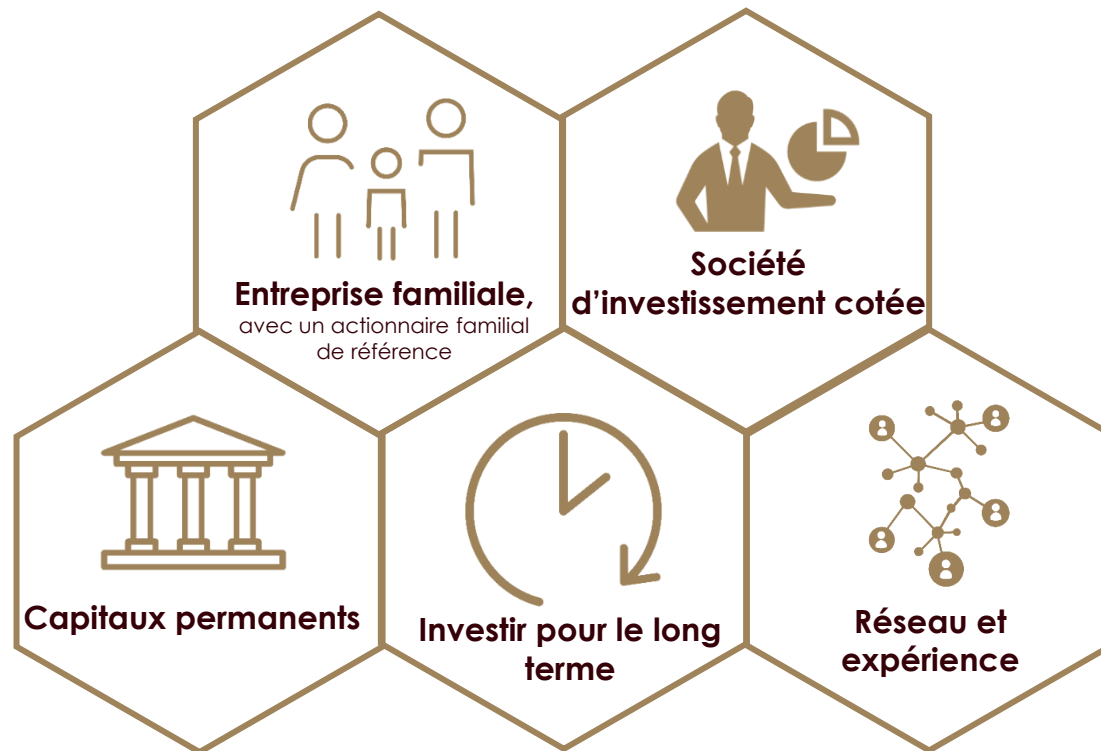 Entreprise familiale,
avec un actionnaire familial
de référence
Société
d’investissement cotée
Capitaux permanents
Investir pour le long
terme
Réseau et
expérience